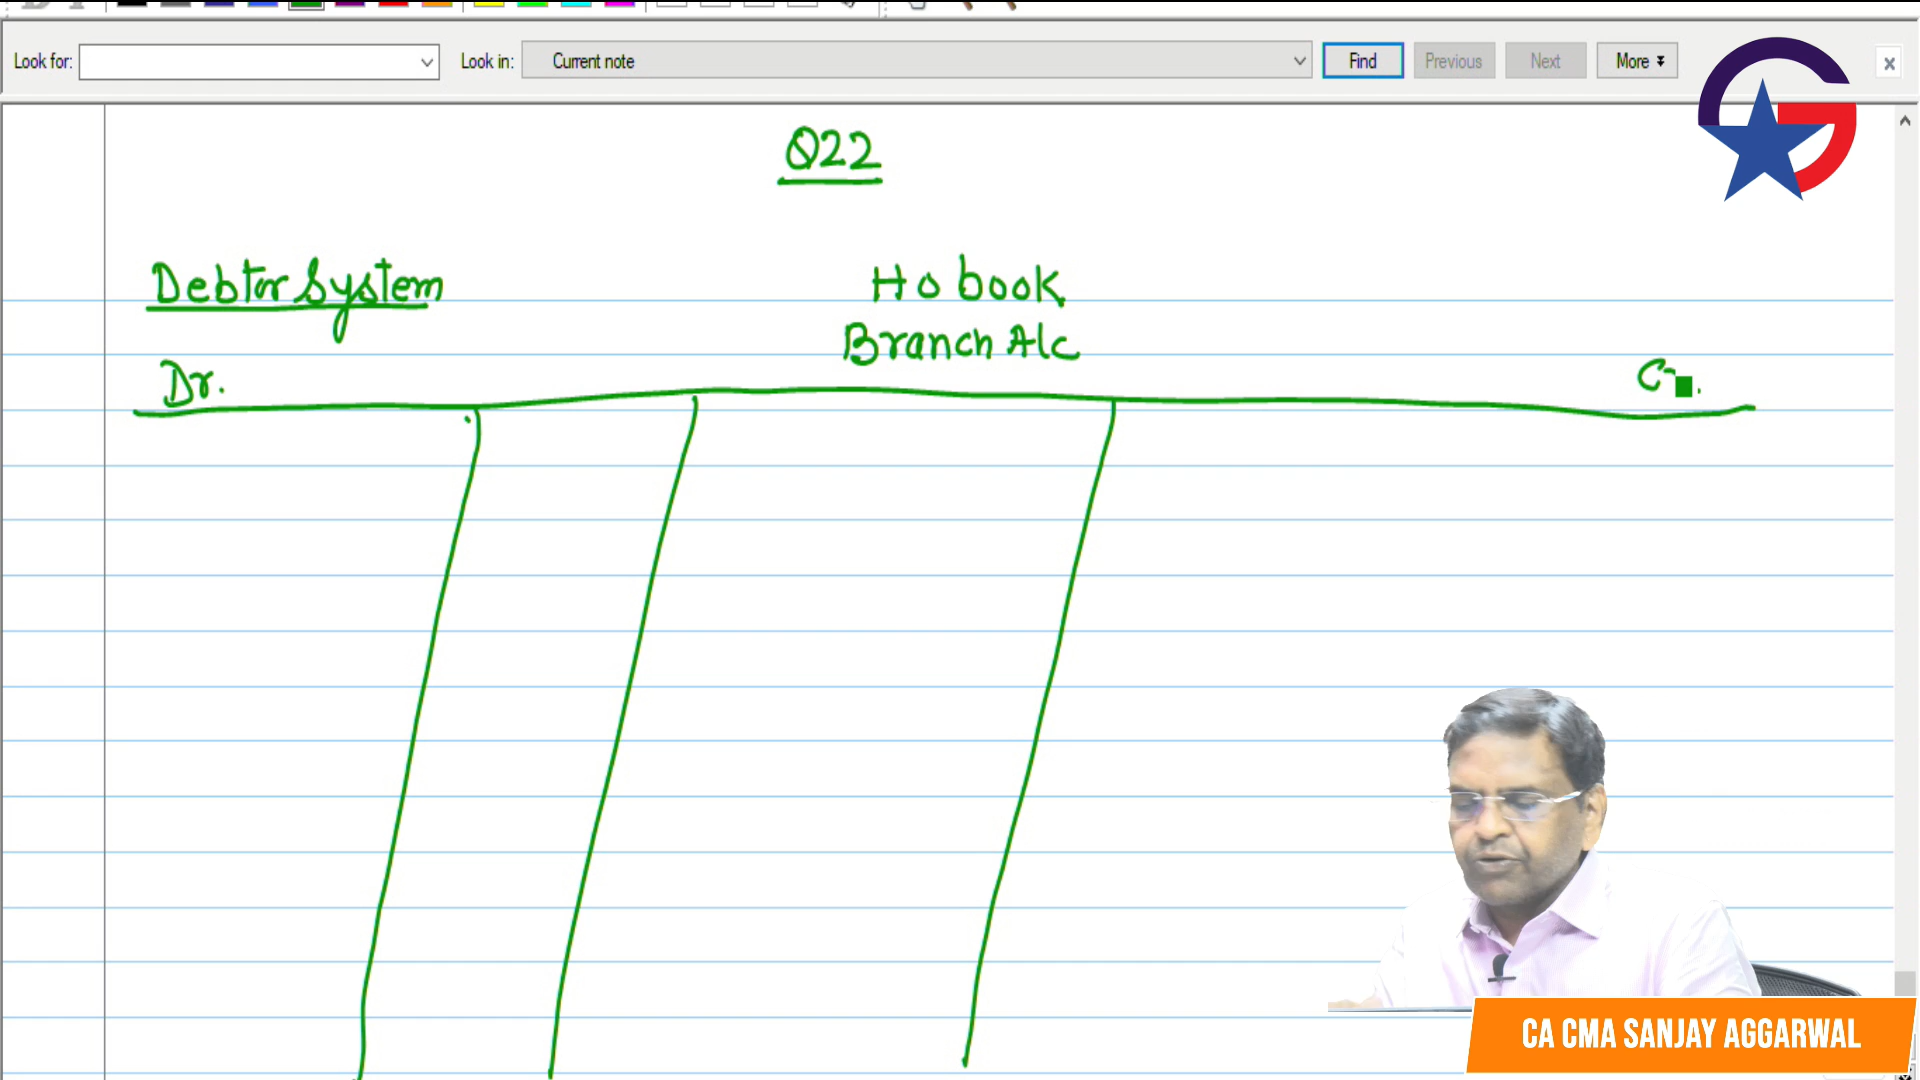 Look for:
Look in:
Current note
Find
Previous
Next
More
Q22
Debtor System
Ho book
Branch A/c
Dr.
Cr.
CA CMA SANJAY AGGARWAL